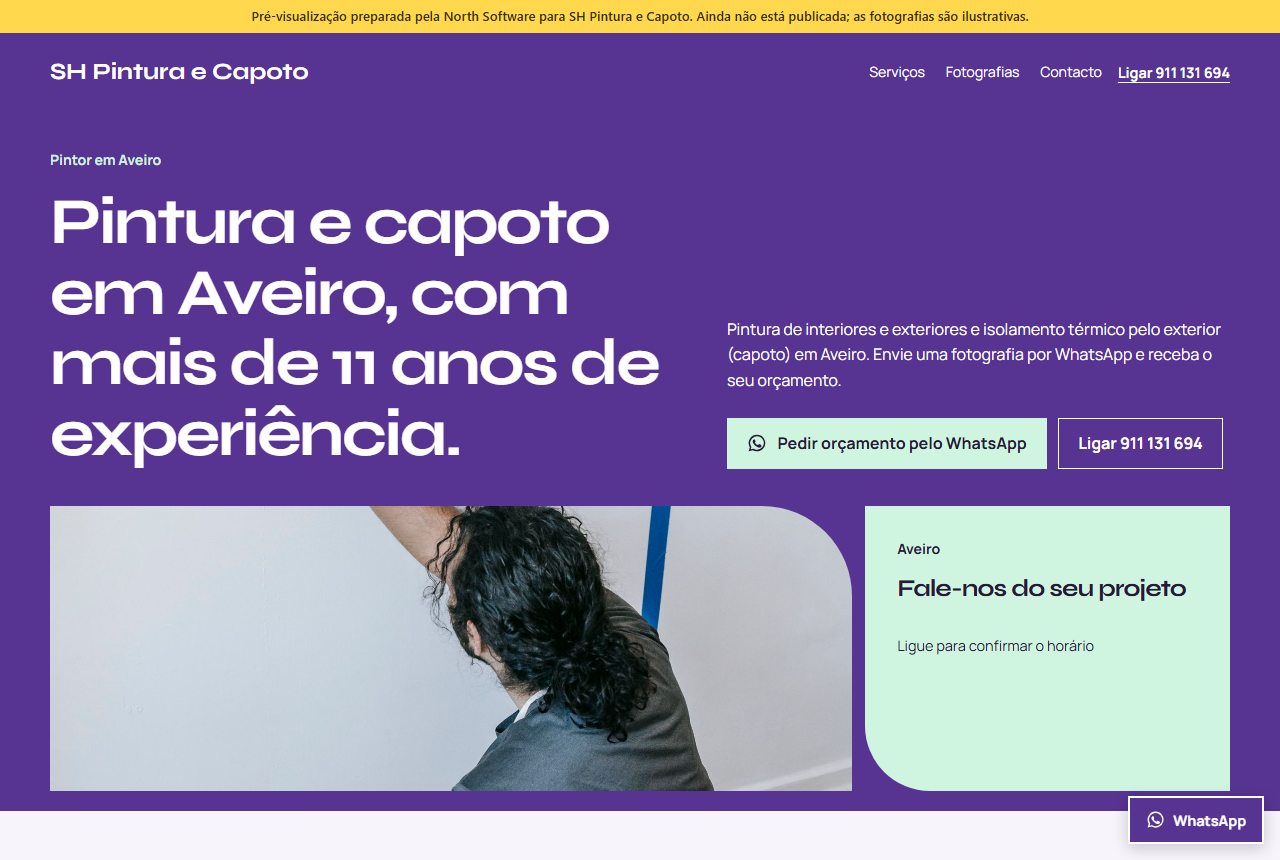 Pré-visualização preparada pela North Software para SH Pintura e Capoto. Ainda não está publicada; as fotografias são ilustrativas.
SH Pintura e Capoto
Serviços
Fotografias
Contacto
Ligar 911 131 694
Pintor em Aveiro
Pintura e capoto
em Aveiro, com
mais de 11 anos de
experiência.
Pintura de interiores e exteriores e isolamento térmico pelo exterior
(capoto) em Aveiro. Envie uma fotografia por WhatsApp e receba o
seu orçamento.
Pedir orçamento pelo WhatsApp
Ligar 911 131 694
Aveiro
Fale-nos do seu projeto
Ligue para confirmar o horário
WhatsApp